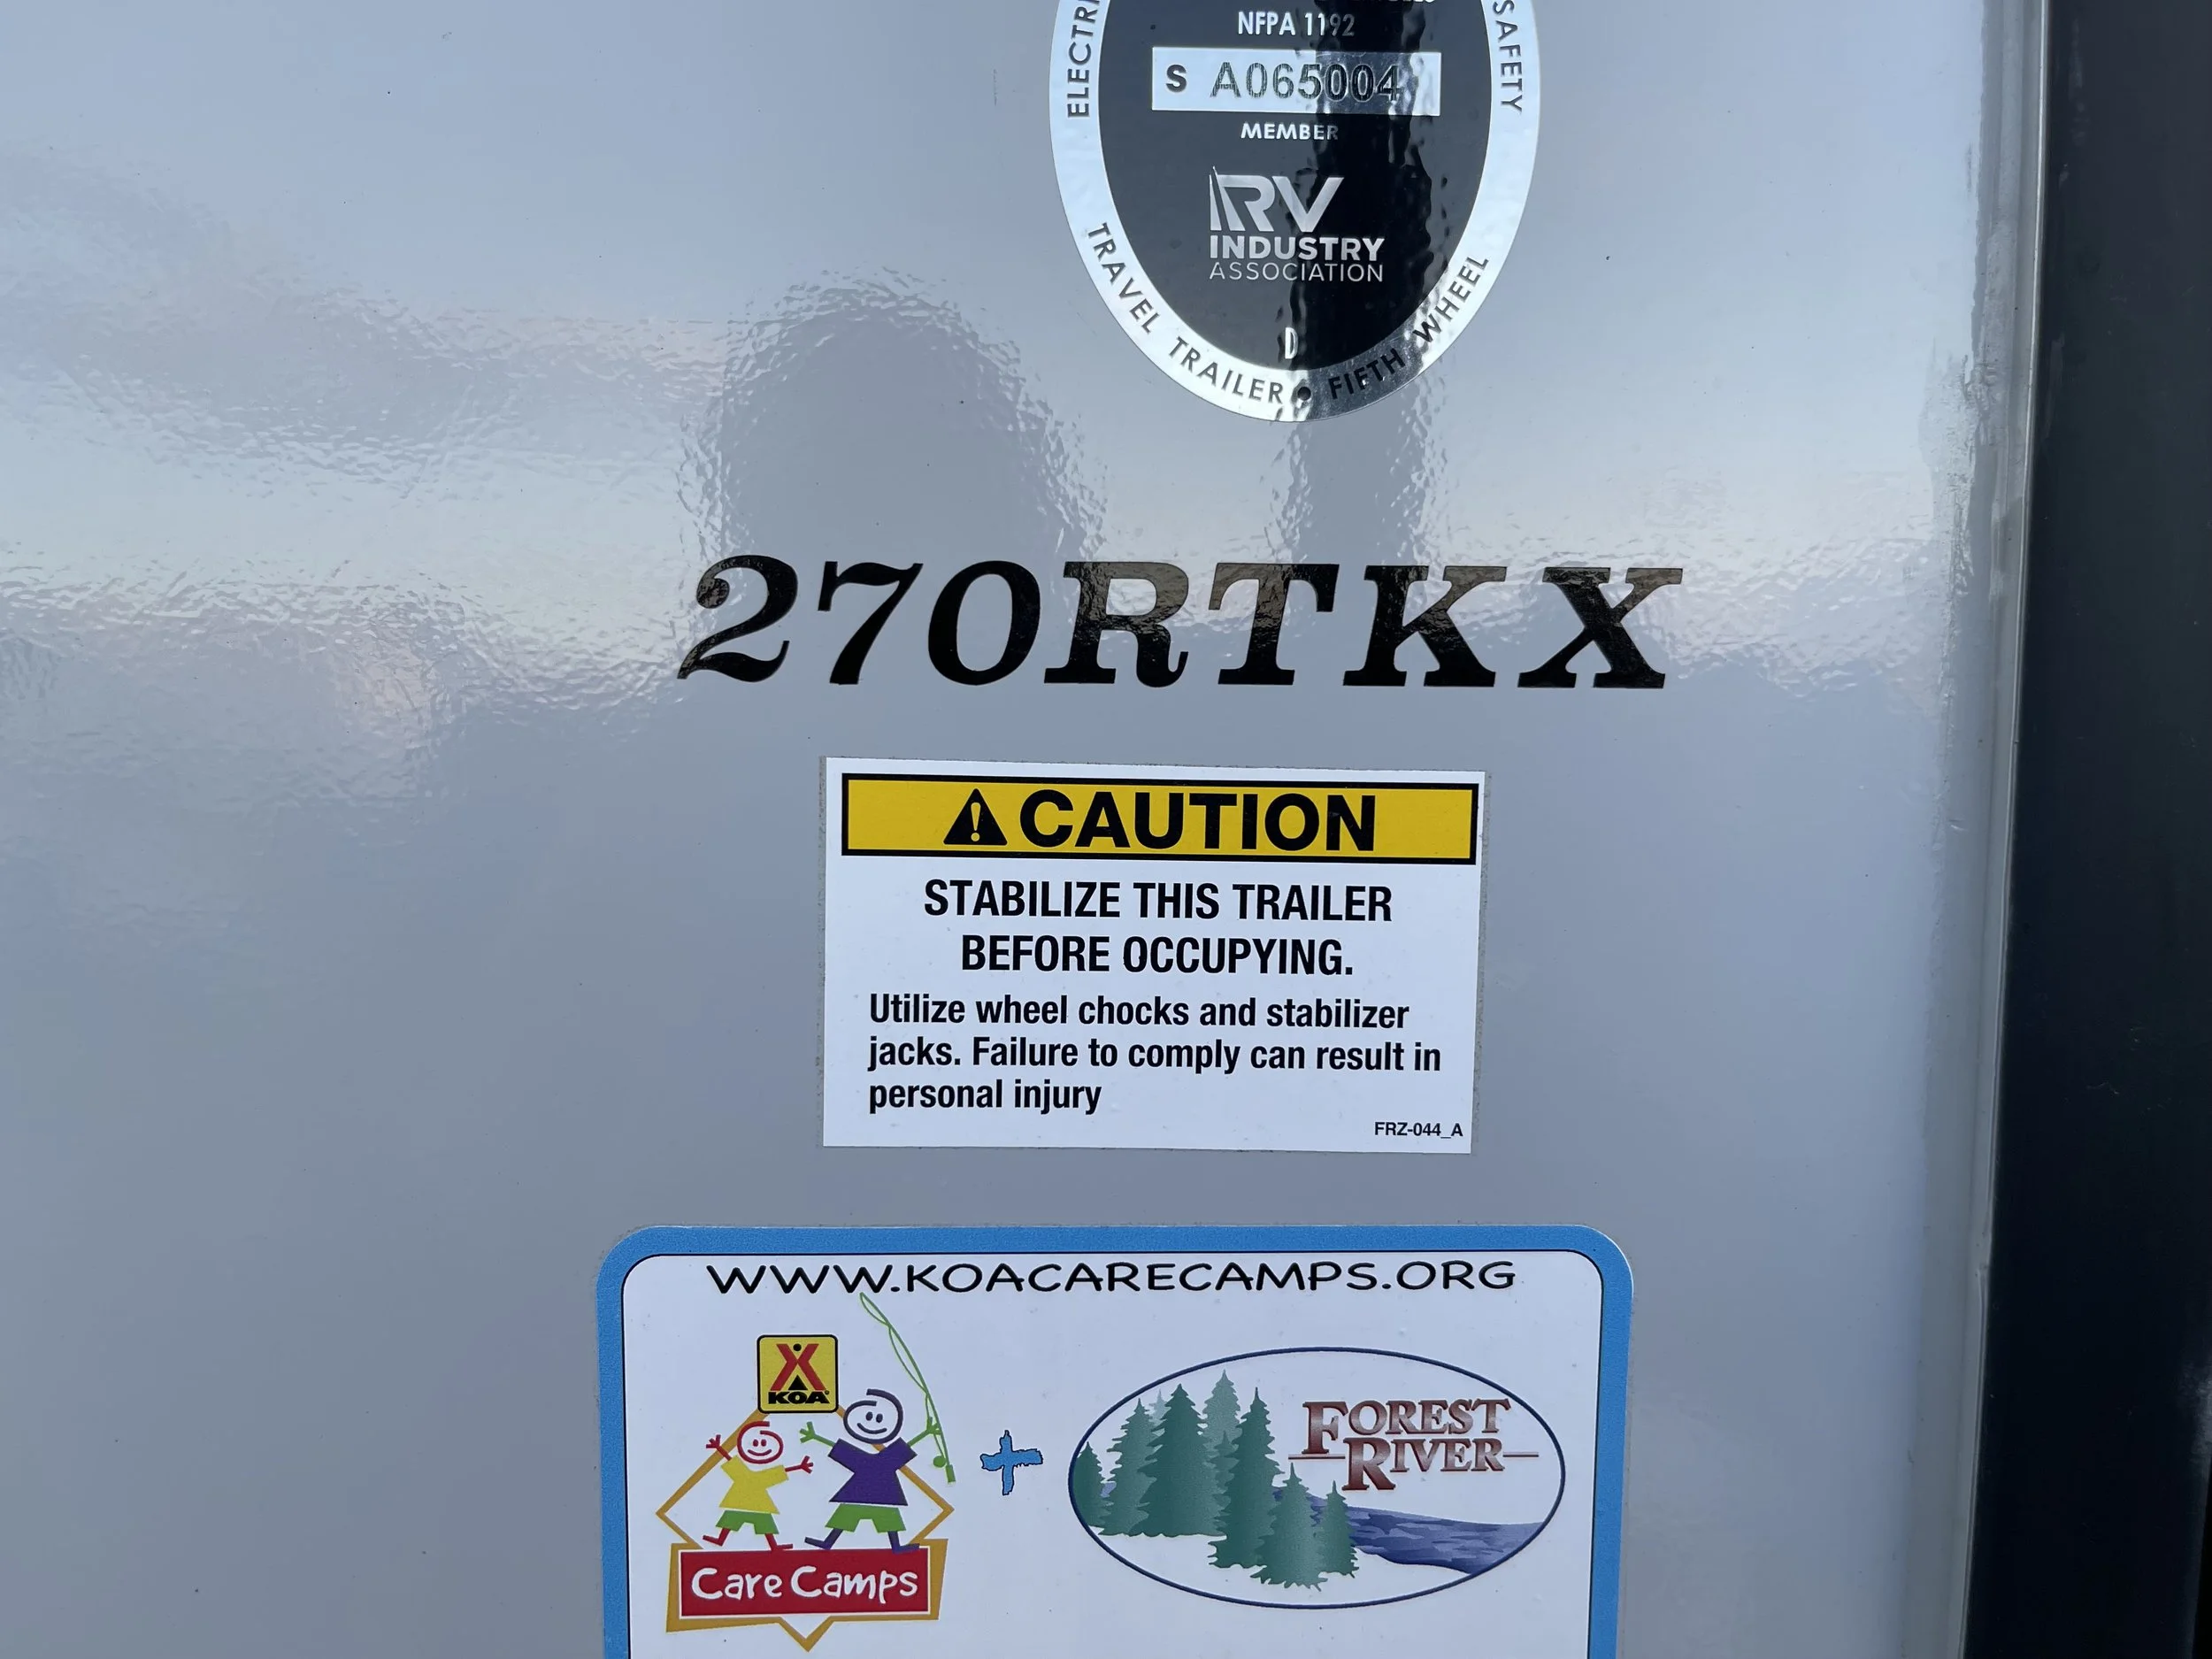 NFPA 1192
S A065004
MEMBER
RV
INDUSTRY
ASSOCIATION
D
SAFETY
TRAVEL TRAILER • FIFTH WHEEL
270RTKX
CAUTION
STABILIZE THIS TRAILER
BEFORE OCCUPYING.
Utilize wheel chocks and stabilizer
jacks. Failure to comply can result in
personal injury
FRZ-044_A
WWW.KOACARECAMPS.ORG
KOA
Care Camps
+
FOREST
RIVER